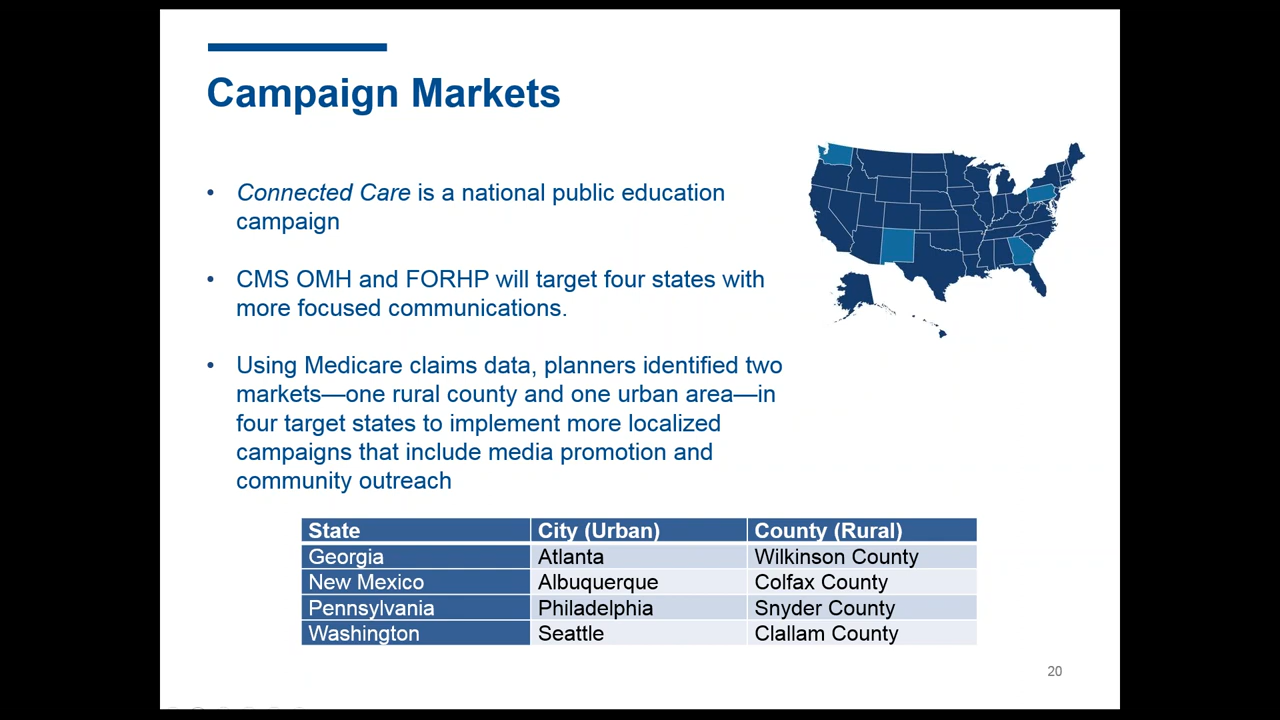 Campaign Markets
• Connected Care is a national public education
campaign
• CMS OMH and FORHP will target four states with
more focused communications.
• Using Medicare claims data, planners identified two
markets—one rural county and one urban area—in
four target states to implement more localized
campaigns that include media promotion and
community outreach
State City (Urban) County (Rural)
Georgia Atlanta Wilkinson County
New Mexico Albuquerque Colfax County
Pennsylvania Philadelphia Snyder County
Washington Seattle Clallam County
20